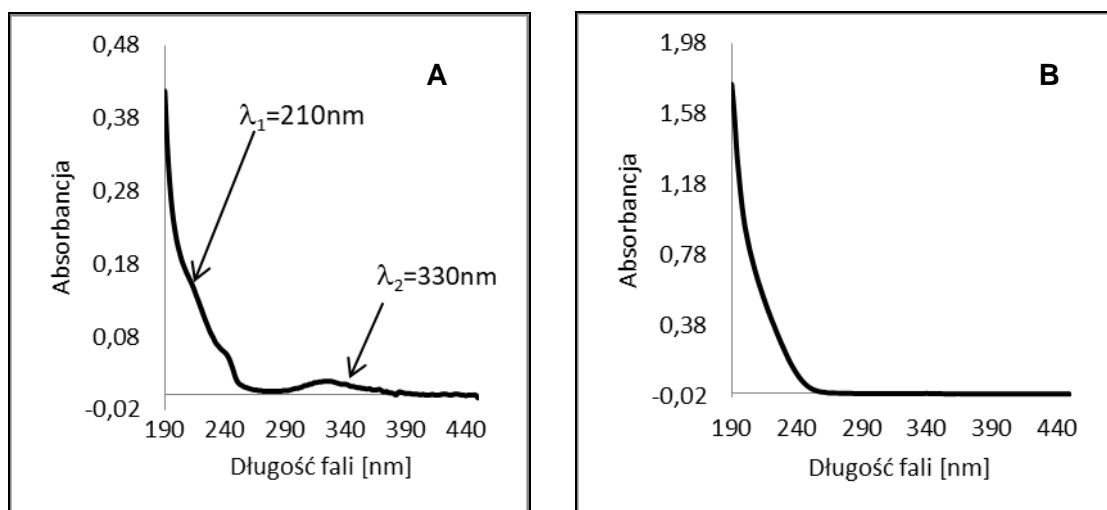 A
Absorbancja
0,48
0,38
0,28
0,18
0,08
-0,02
λ₁=210nm
λ₂=330nm
190 240 290 340 390 440
Długość fali [nm]
B
Absorbancja
1,98
1,58
1,18
0,78
0,38
-0,02
190 240 290 340 390 440
Długość fali [nm]